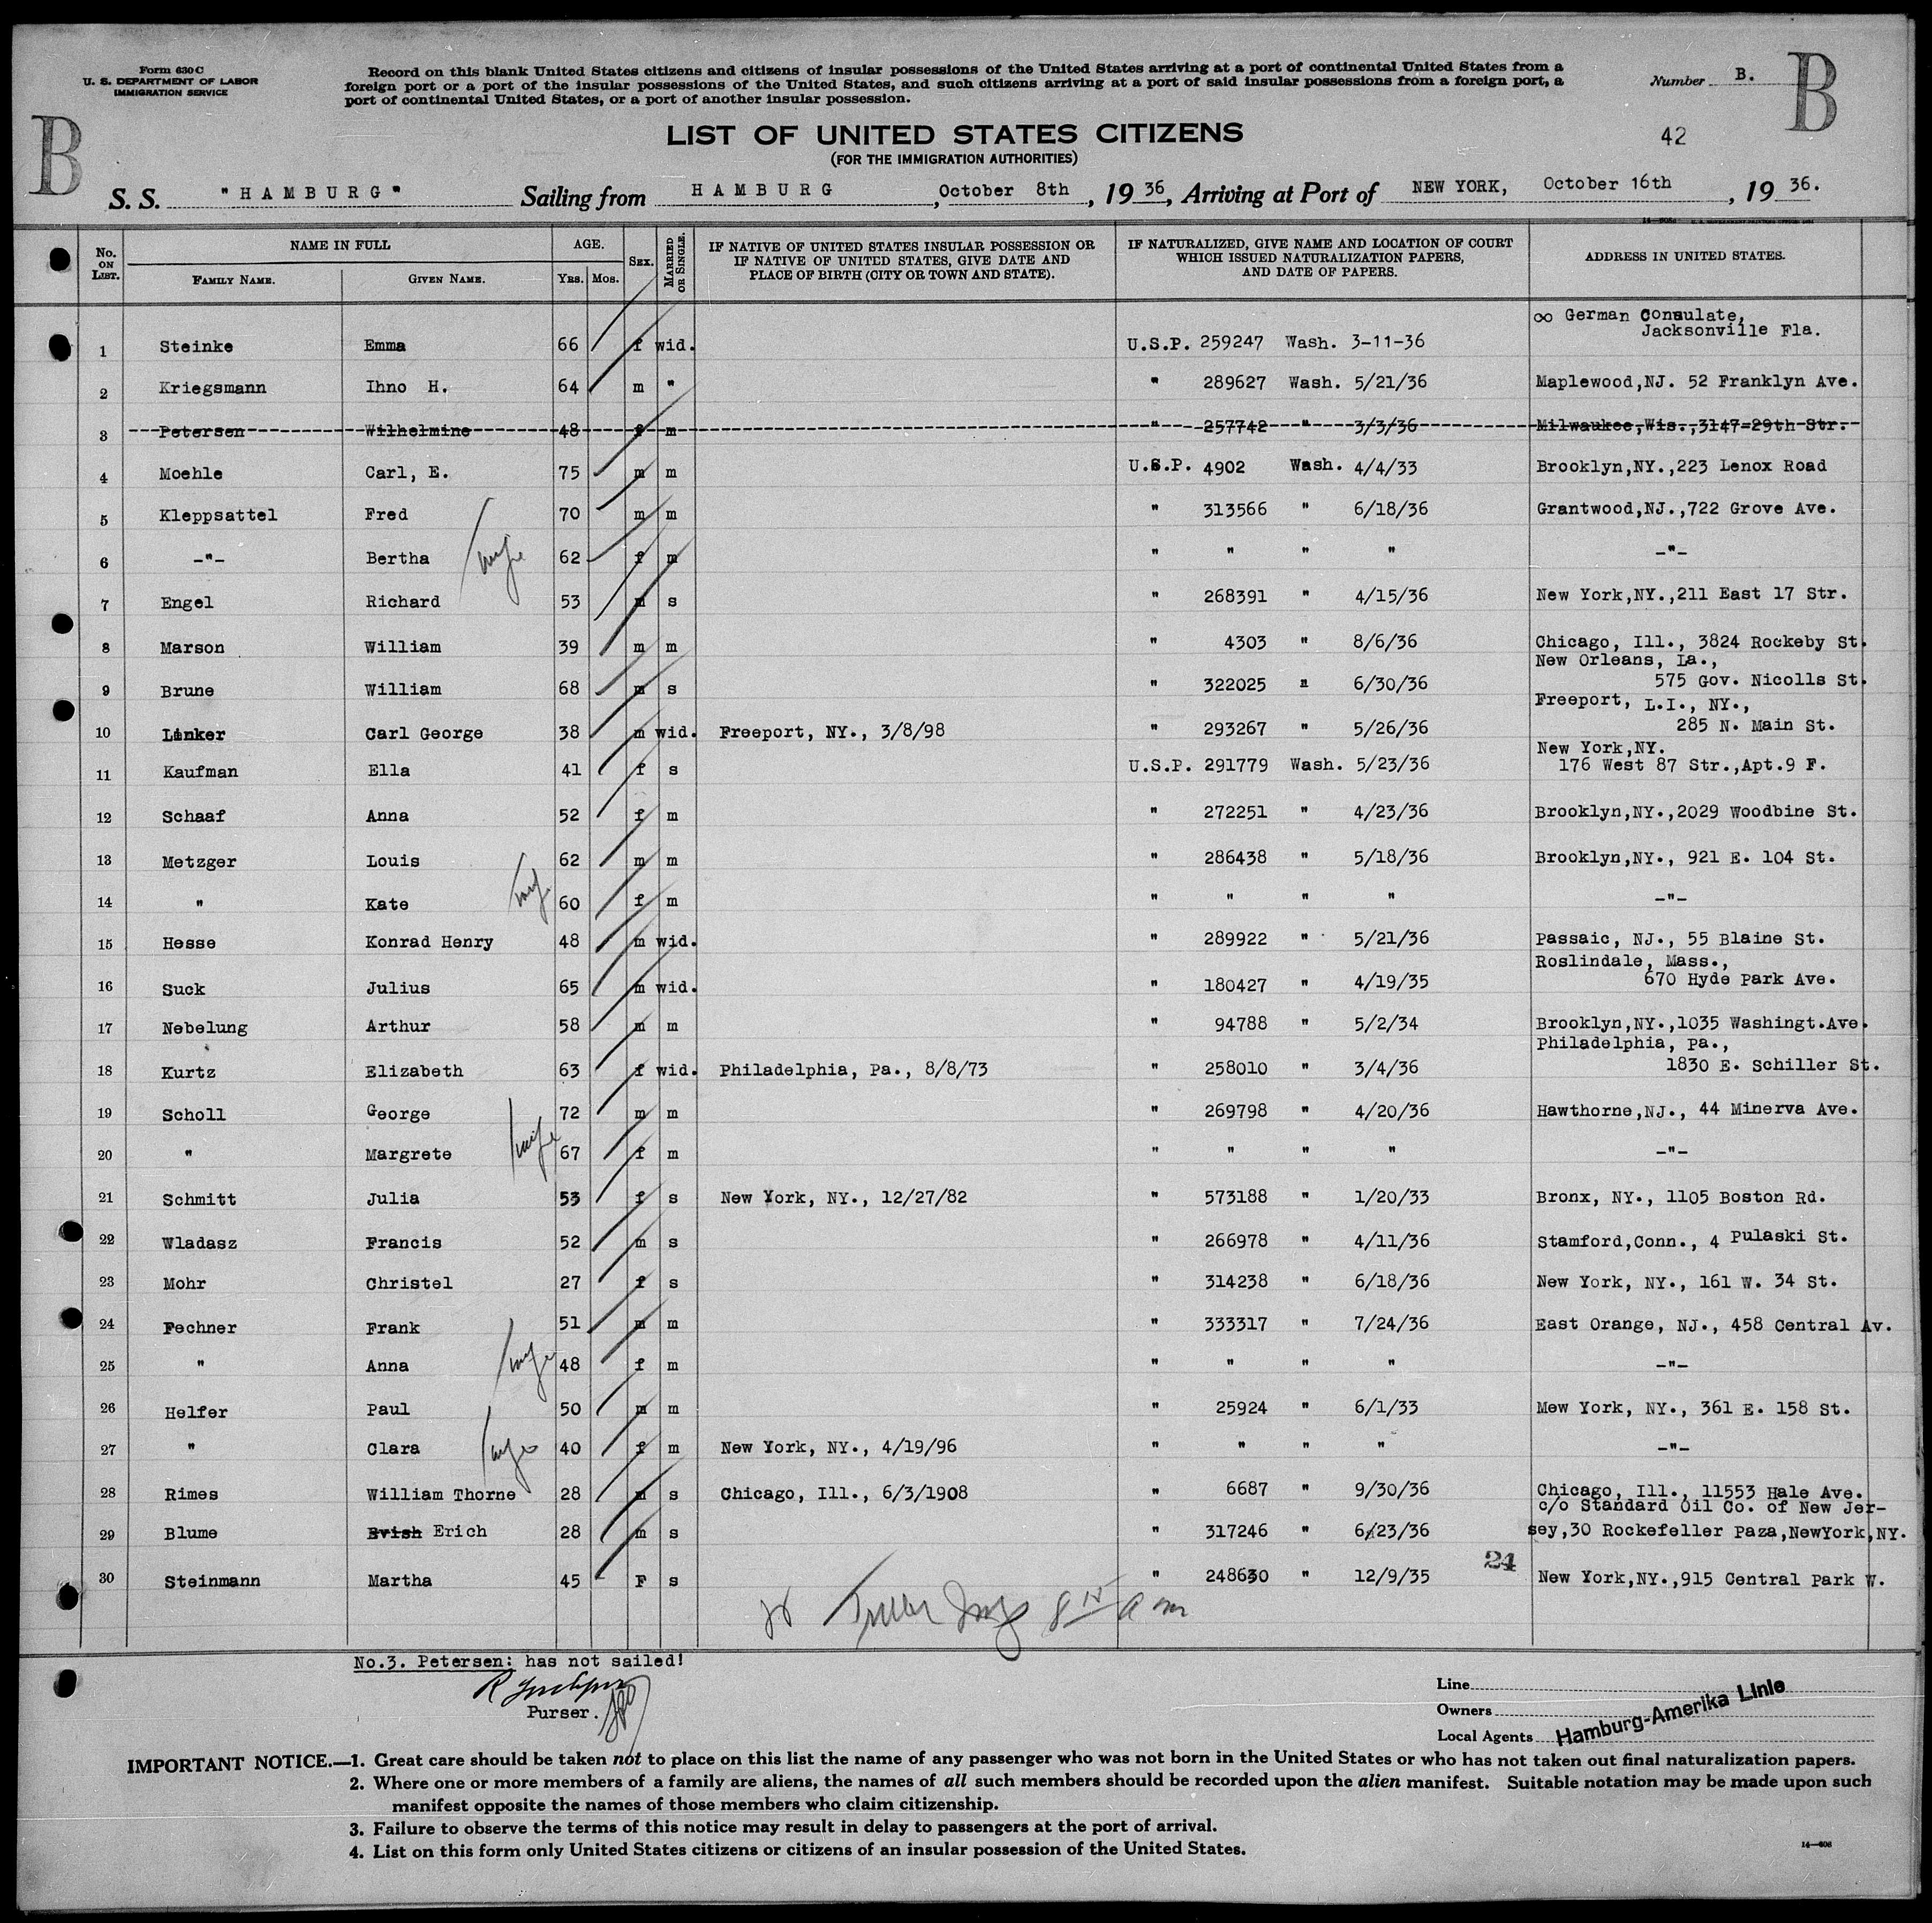 Form 630 C
U. S. DEPARTMENT OF LABOR
IMMIGRATION SERVICE
Record on this blank United States citizens and citizens of insular possessions of the United States arriving at a port of continental United States from a
foreign port or a port of the insular possessions of the United States, and such citizens arriving at a port of said insular possessions from a foreign port, a
port of continental United States, or a port of another insular possession.
Number B.
B
B
LIST OF UNITED STATES CITIZENS
(FOR THE IMMIGRATION AUTHORITIES)
42
S. S. "HAMBURG" Sailing from HAMBURG, October 8th, 1936, Arriving at Port of NEW YORK, October 16th, 1936.
No. ON LIST. NAME IN FULL FAMILY NAME. GIVEN NAME. AGE. YRS. MOS. SEX. MARRIED OR SINGLE. IF NATIVE OF UNITED STATES INSULAR POSSESSION OR IF NATIVE OF UNITED STATES, GIVE DATE AND PLACE OF BIRTH (CITY OR TOWN AND STATE). IF NATURALIZED, GIVE NAME AND LOCATION OF COURT WHICH ISSUED NATURALIZATION PAPERS, AND DATE OF PAPERS. ADDRESS IN UNITED STATES.
1 Steinke Emma 66 f wid. U.S.P. 259247 Wash. 3-11-36 German Consulate, Jacksonville Fla.
2 Kriegsmann Ihno H. 64 m " " 289627 Wash. 5/21/36 Maplewood,NJ. 52 Franklyn Ave.
3 Petersen Wilhelmine 48 f m " 257742 " 3/3/36 Milwaukee,Wis.,3147-29th Str.
4 Moehle Carl, E. 75 m m U.S.P. 4902 Wash. 4/4/33 Brooklyn,NY.,223 Lenox Road
5 Kleppsattel Fred 70 m m " 313566 " 6/18/36 Grantwood,NJ.,722 Grove Ave.
6 -"- Bertha wife 62 f m " " " " -"-
7 Engel Richard 53 m s " 268391 " 4/15/36 New York,NY.,211 East 17 Str.
8 Marson William 39 m m " 4303 " 8/6/36 Chicago, Ill., 3824 Rockeby St.
9 Brune William 68 m s " 322025 " 6/30/36 New Orleans, La., 575 Gov. Nicolls St.
10 Linker Carl George 38 m wid. Freeport, NY., 3/8/98 " 293267 " 5/26/36 Freeport, L.I., NY., 285 N. Main St.
11 Kaufman Ella 41 f s U.S.P. 291779 Wash. 5/23/36 New York,NY. 176 West 87 Str.,Apt.9 F.
12 Schaaf Anna 52 f m " 272251 " 4/23/36 Brooklyn,NY.,2029 Woodbine St.
13 Metzger Louis 62 m m " 286438 " 5/18/36 Brooklyn,NY., 921 E. 104 St.
14 " Kate wife 60 f m " " " " -"-
15 Hesse Konrad Henry 48 m wid. " 289922 " 5/21/36 Passaic, NJ., 55 Blaine St.
16 Suck Julius 65 m wid. " 180427 " 4/19/35 Roslindale, Mass., 670 Hyde Park Ave.
17 Nebelung Arthur 58 m m " 94788 " 5/2/34 Brooklyn,NY.,1035 Washingt.Ave.
18 Kurtz Elizabeth 63 f wid. Philadelphia, Pa., 8/8/73 " 258010 " 3/4/36 Philadelphia, Pa., 1830 E. Schiller St.
19 Scholl George 72 m m " 269798 " 4/20/36 Hawthorne,NJ., 44 Minerva Ave.
20 " Margrete wife 67 f m " " " " -"-
21 Schmitt Julia 53 f s New York, NY., 12/27/82 " 573188 " 1/20/33 Bronx, NY., 1105 Boston Rd.
22 Wladasz Francis 52 m s " 266978 " 4/11/36 Stamford,Conn., 4 Pulaski St.
23 Mohr Christel 27 f s " 314238 " 6/18/36 New York, NY., 161 W. 34 St.
24 Fechner Frank 51 m m " 333317 " 7/24/36 East Orange, NJ., 458 Central Av.
25 " Anna wife 48 f m " " " " -"-
26 Helfer Paul 50 m m " 25924 " 6/1/33 Mew York, NY., 361 E. 158 St.
27 " Clara wife 40 f m New York, NY., 4/19/96 " " " " -"-
28 Rimes William Thorne 28 m s Chicago, Ill., 6/3/1908 " 6687 " 9/30/36 Chicago, Ill., 11553 Hale Ave.
29 Blume Erich 28 m s " 317246 " 6/23/36 c/o Standard Oil Co. of New Jersey,30 Rockefeller Paza,NewYork,NY.
30 Steinmann Martha 45 F s " 248630 " 12/9/35 24 New York,NY.,915 Central Park W.
No.3. Petersen: has not sailed!
Purser.
Line
Owners
Local Agents Hamburg-Amerika Linie
IMPORTANT NOTICE.—1. Great care should be taken not to place on this list the name of any passenger who was not born in the United States or who has not taken out final naturalization papers.
2. Where one or more members of a family are aliens, the names of all such members should be recorded upon the alien manifest. Suitable notation may be made upon such
manifest opposite the names of those members who claim citizenship.
3. Failure to observe the terms of this notice may result in delay to passengers at the port of arrival.
4. List on this form only United States citizens or citizens of an insular possession of the United States.